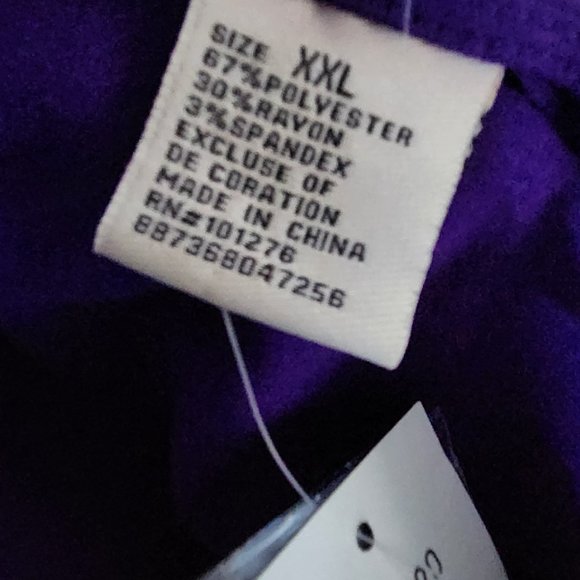 SIZE XXL
67%POLYESTER
30%RAYON
3%SPANDEX
EXCLUSE OF
DE CORATION
MADE IN CHINA
RN#101276
887368047256